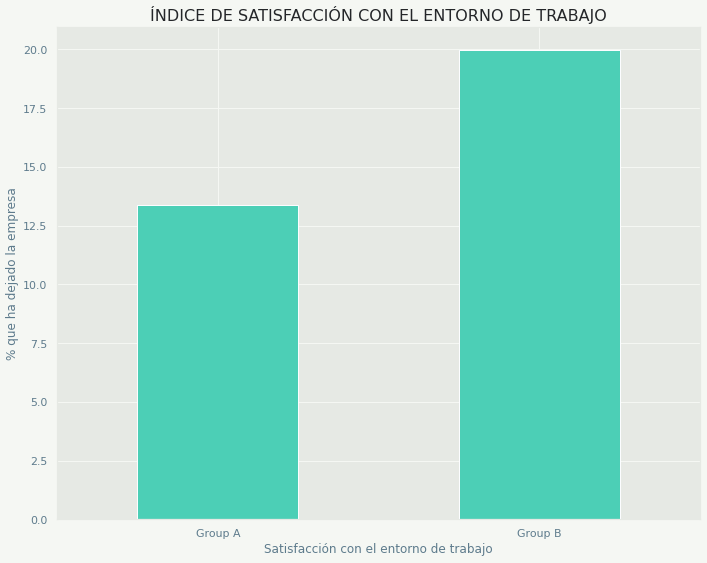 ÍNDICE DE SATISFACCIÓN CON EL ENTORNO DE TRABAJO
% que ha dejado la empresa
20.0
17.5
15.0
12.5
10.0
7.5
5.0
2.5
0.0
Group A
Group B
Satisfacción con el entorno de trabajo